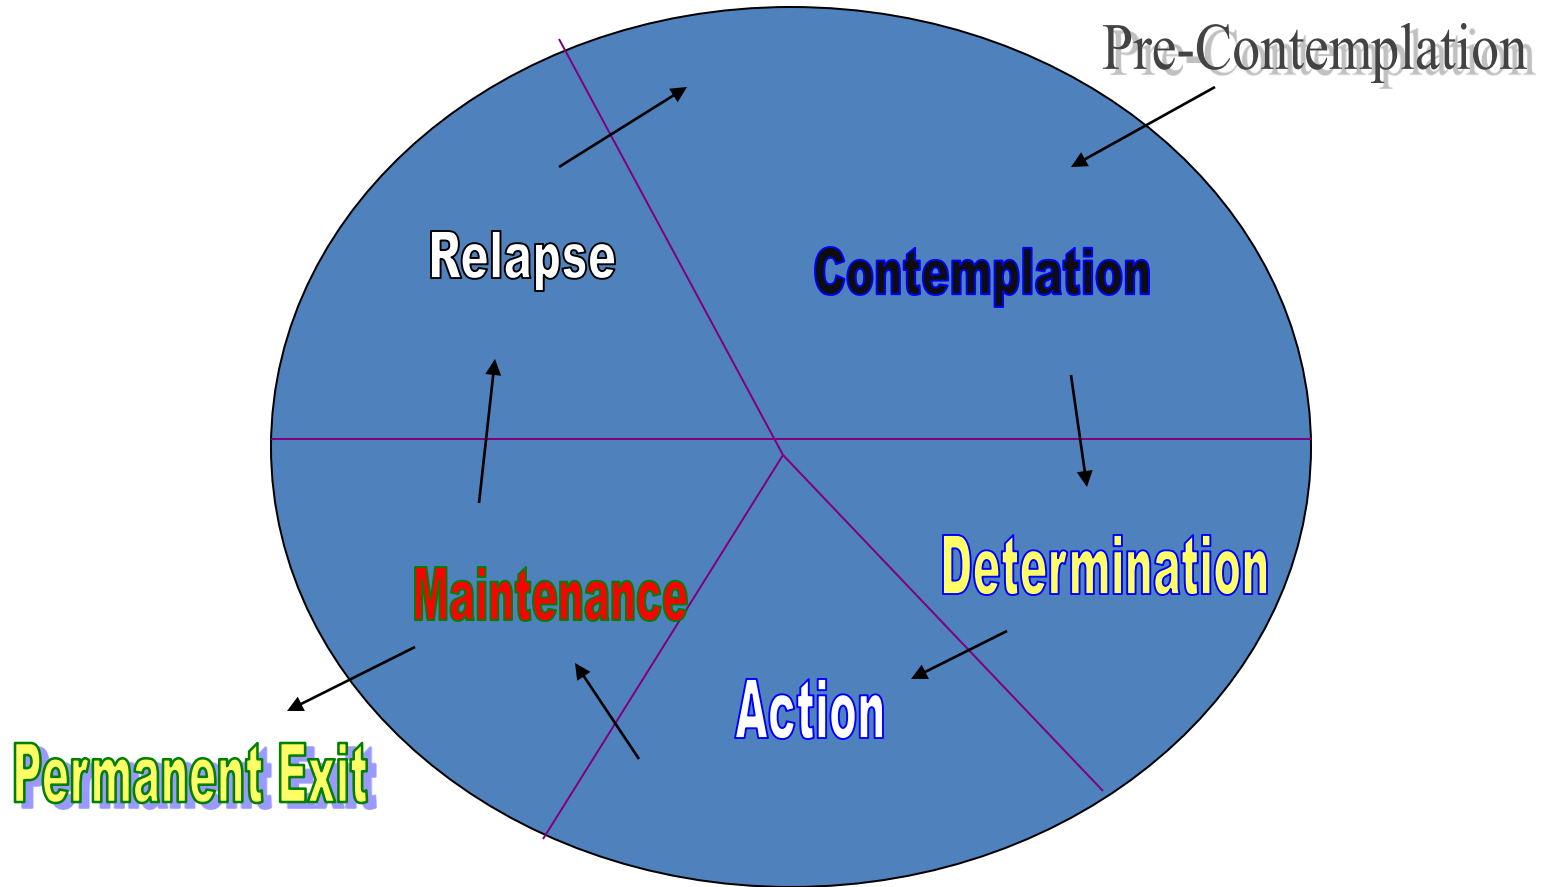 Pre-Contemplation
Relapse
Contemplation
Determination
Maintenance
Action
Permanent Exit